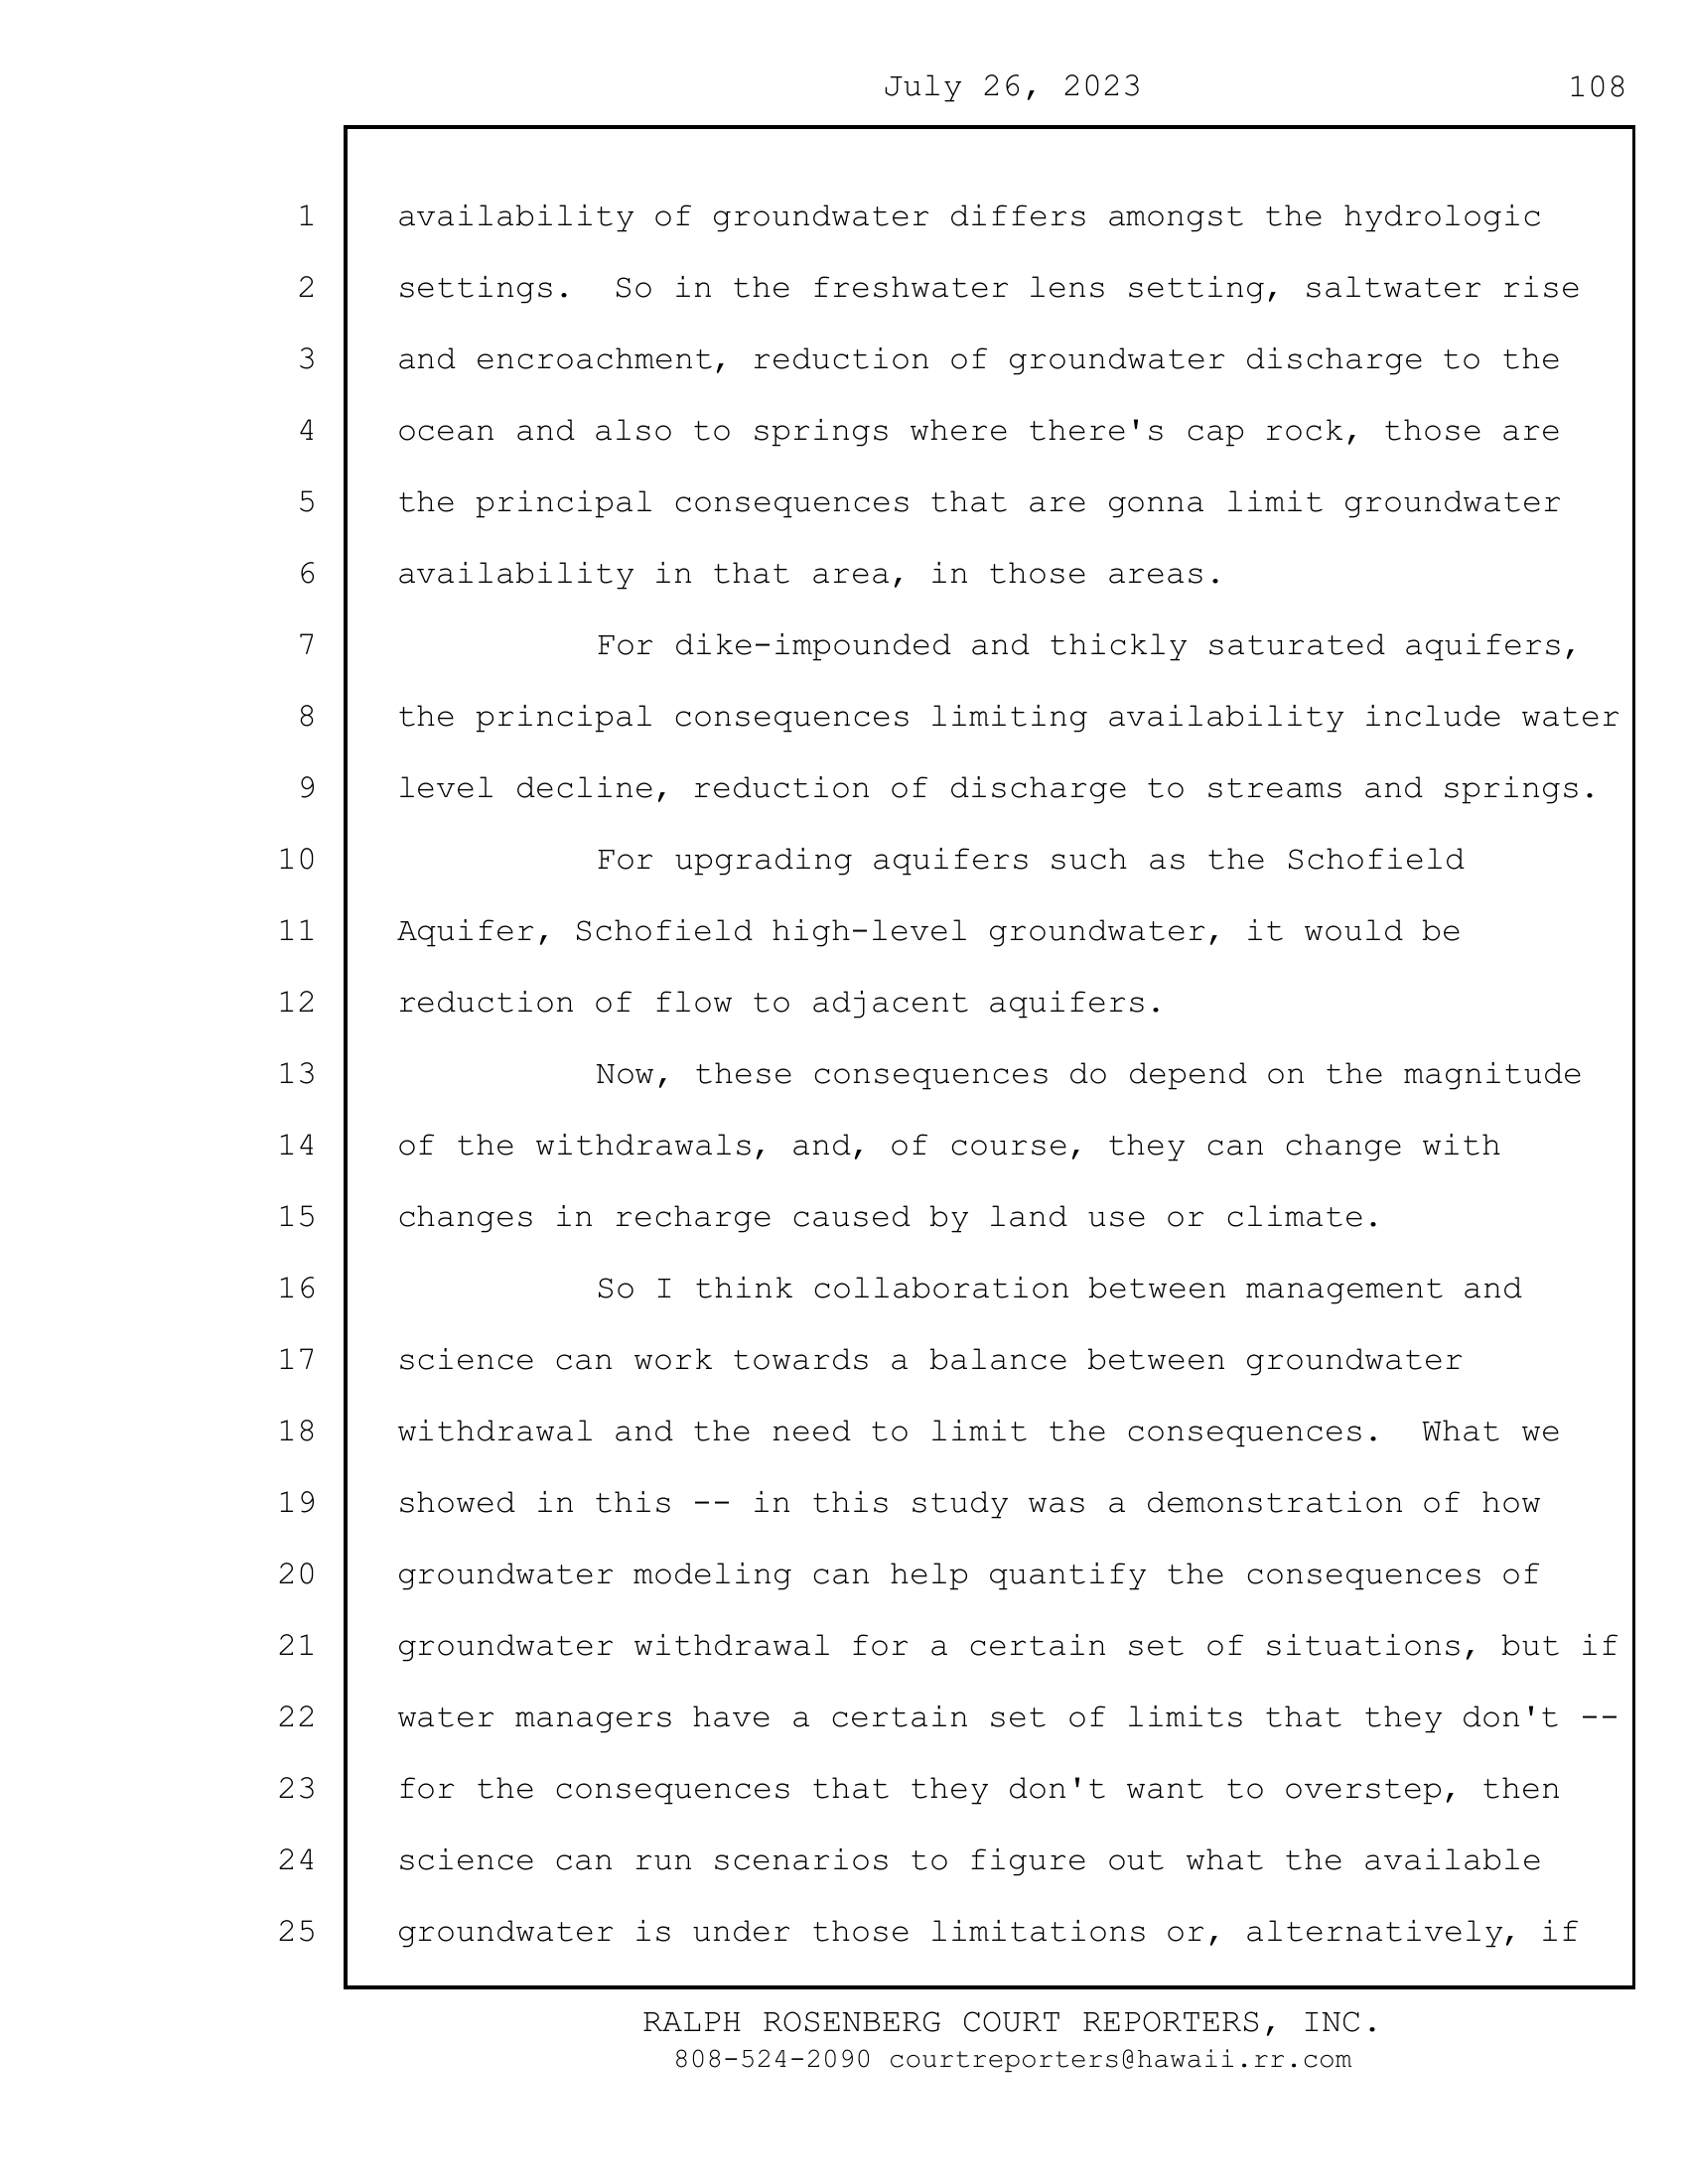 July 26, 2023 108
1 availability of groundwater differs amongst the hydrologic
2 settings.  So in the freshwater lens setting, saltwater rise
3 and encroachment, reduction of groundwater discharge to the
4 ocean and also to springs where there's cap rock, those are
5 the principal consequences that are gonna limit groundwater
6 availability in that area, in those areas.
7 For dike-impounded and thickly saturated aquifers,
8 the principal consequences limiting availability include water
9 level decline, reduction of discharge to streams and springs.
10 For upgrading aquifers such as the Schofield
11 Aquifer, Schofield high-level groundwater, it would be
12 reduction of flow to adjacent aquifers.
13 Now, these consequences do depend on the magnitude
14 of the withdrawals, and, of course, they can change with
15 changes in recharge caused by land use or climate.
16 So I think collaboration between management and
17 science can work towards a balance between groundwater
18 withdrawal and the need to limit the consequences.  What we
19 showed in this -- in this study was a demonstration of how
20 groundwater modeling can help quantify the consequences of
21 groundwater withdrawal for a certain set of situations, but if
22 water managers have a certain set of limits that they don't --
23 for the consequences that they don't want to overstep, then
24 science can run scenarios to figure out what the available
25 groundwater is under those limitations or, alternatively, if
RALPH ROSENBERG COURT REPORTERS, INC.
808-524-2090 courtreporters@hawaii.rr.com